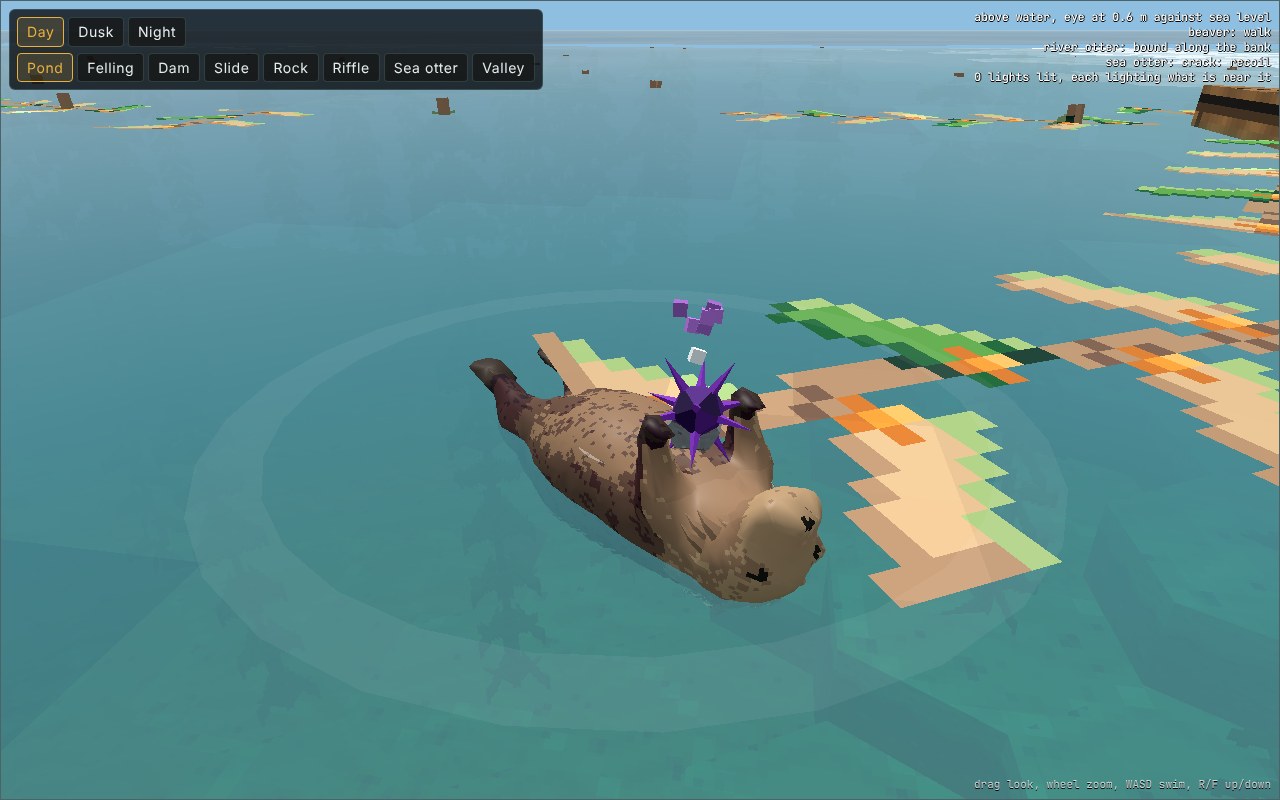 Day Dusk Night
Pond Felling Dam Slide Rock Riffle Sea otter Valley
above water, eye at 0.6 m against sea level
beaver: walk
river otter: bound along the bank
sea otter: crack: recoil
0 lights lit, each lighting what is near it
drag look, wheel zoom, WASD swim, R/F up/down